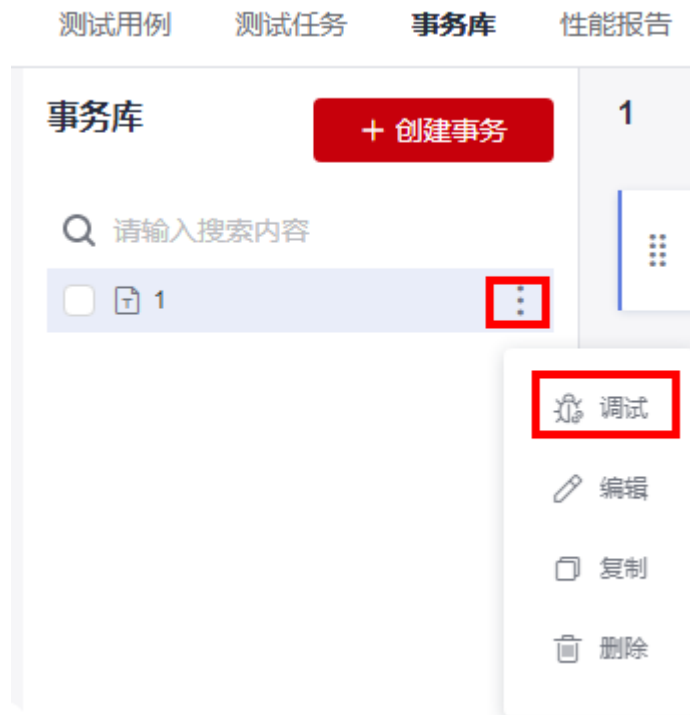 测试用例 测试任务 事务库 性能报告
事务库
+ 创建事务
1
请输入搜索内容
1
调试
编辑
复制
删除